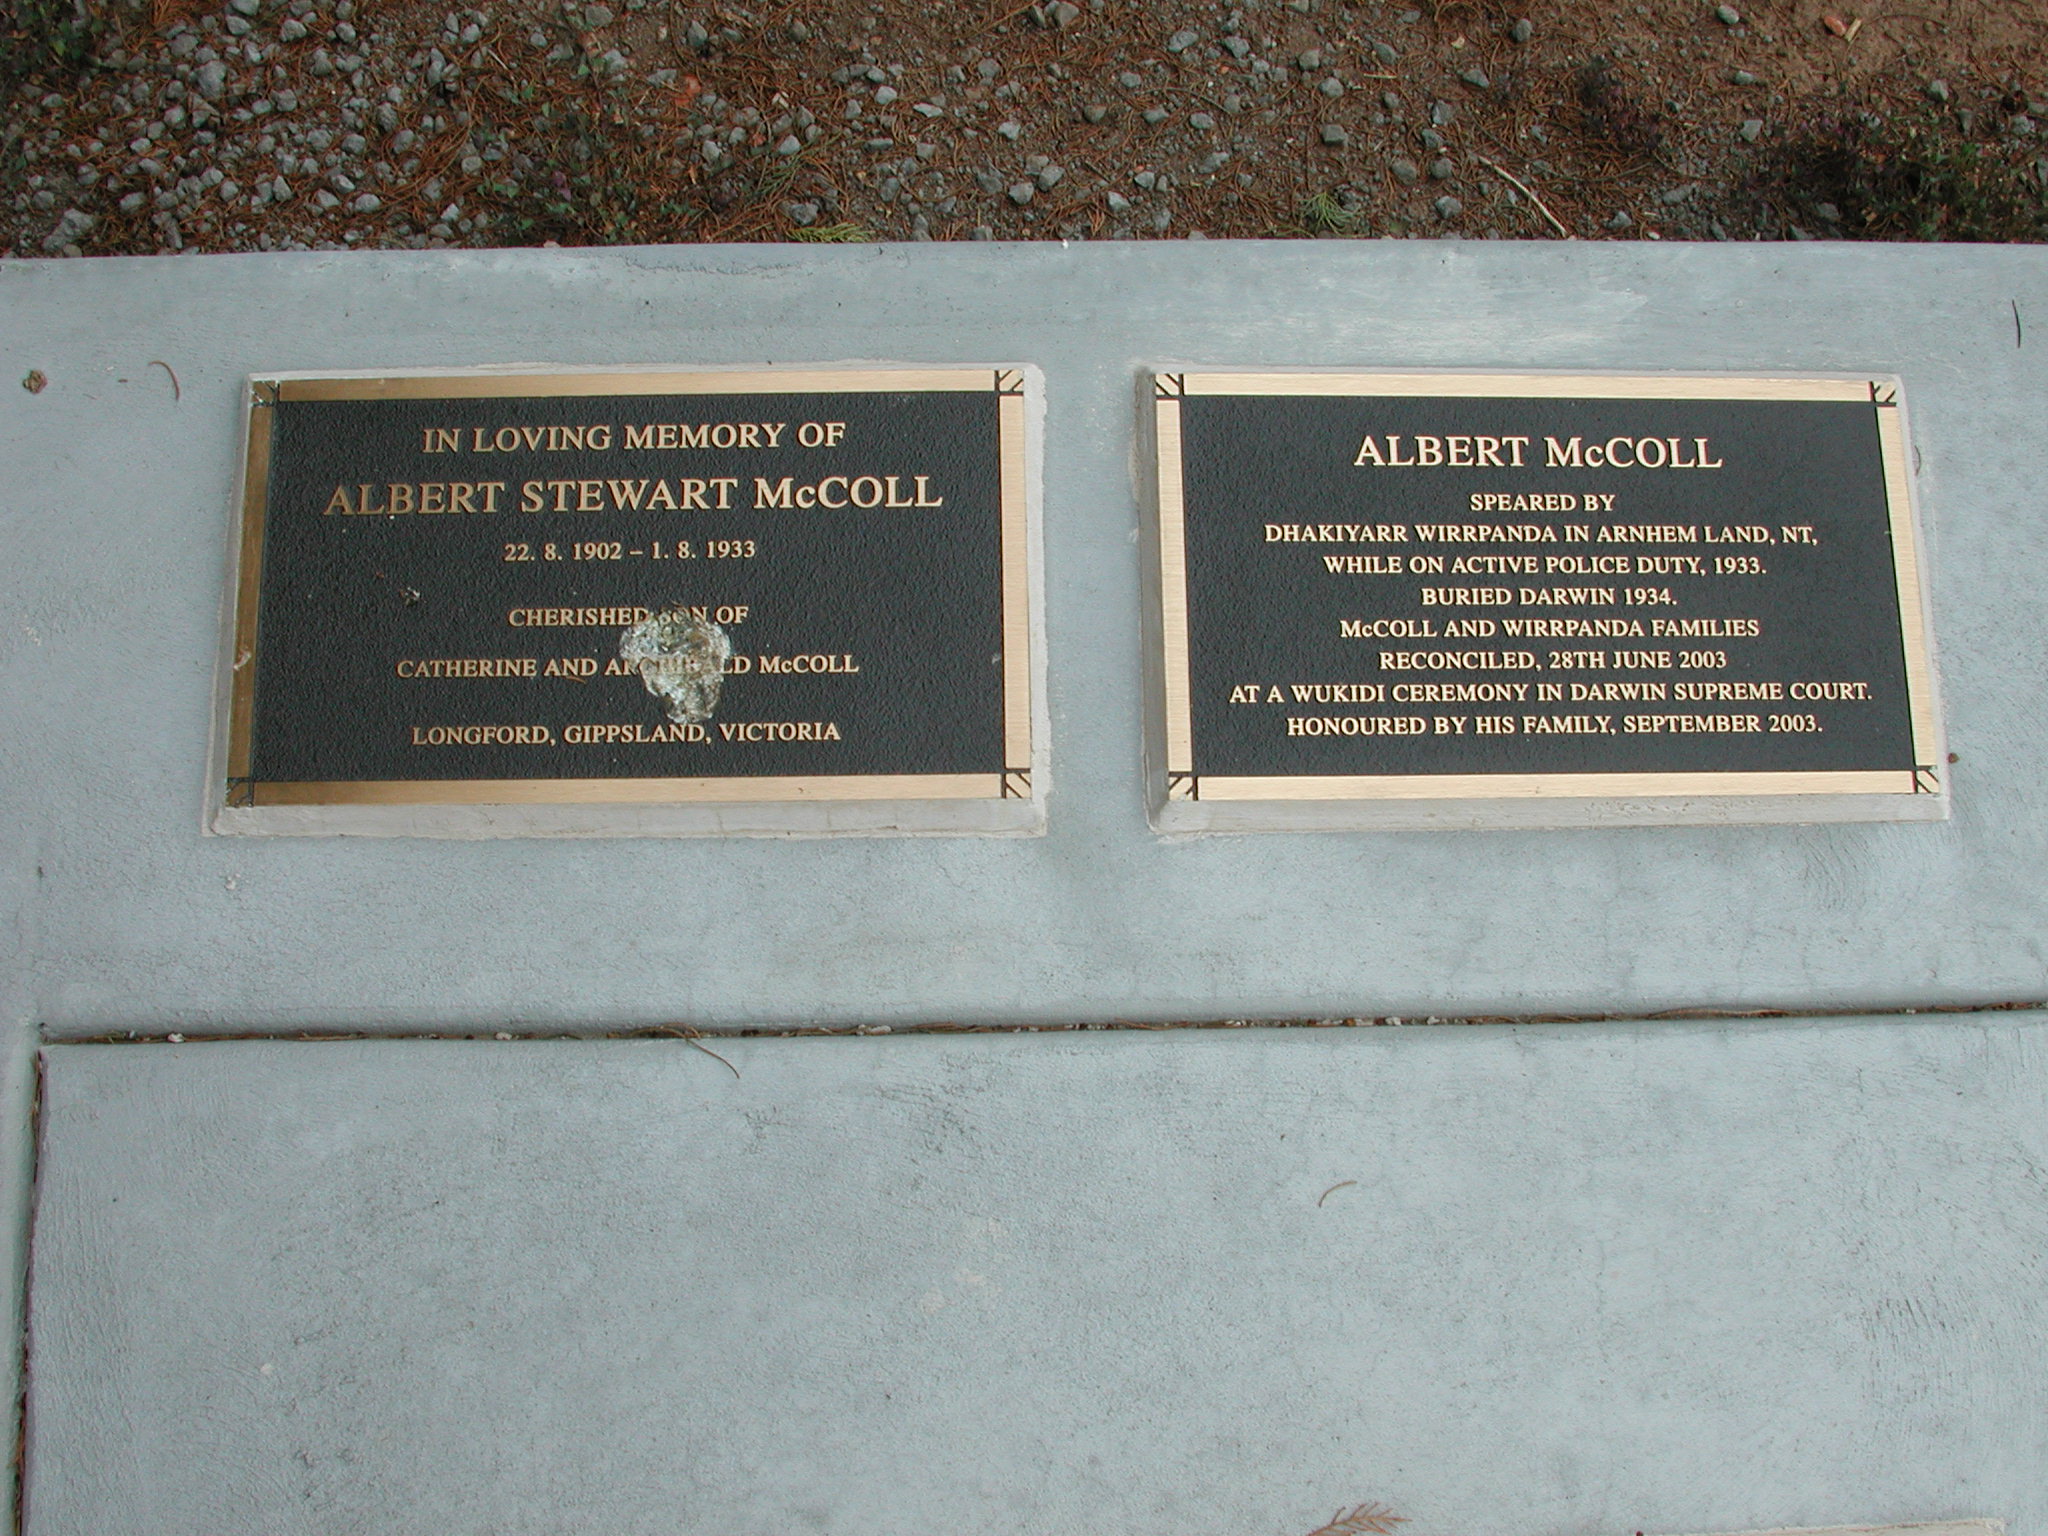 IN LOVING MEMORY OF
ALBERT STEWART McCOLL
22. 8. 1902 – 1. 8. 1933
CHERISHED SON OF
CATHERINE AND ARCHIBALD McCOLL
LONGFORD, GIPPSLAND, VICTORIA
ALBERT McCOLL
SPEARED BY
DHAKIYARR WIRRPANDA IN ARNHEM LAND, NT,
WHILE ON ACTIVE POLICE DUTY, 1933.
BURIED DARWIN 1934.
McCOLL AND WIRRPANDA FAMILIES
RECONCILED, 28TH JUNE 2003
AT A WUKIDI CEREMONY IN DARWIN SUPREME COURT.
HONOURED BY HIS FAMILY, SEPTEMBER 2003.